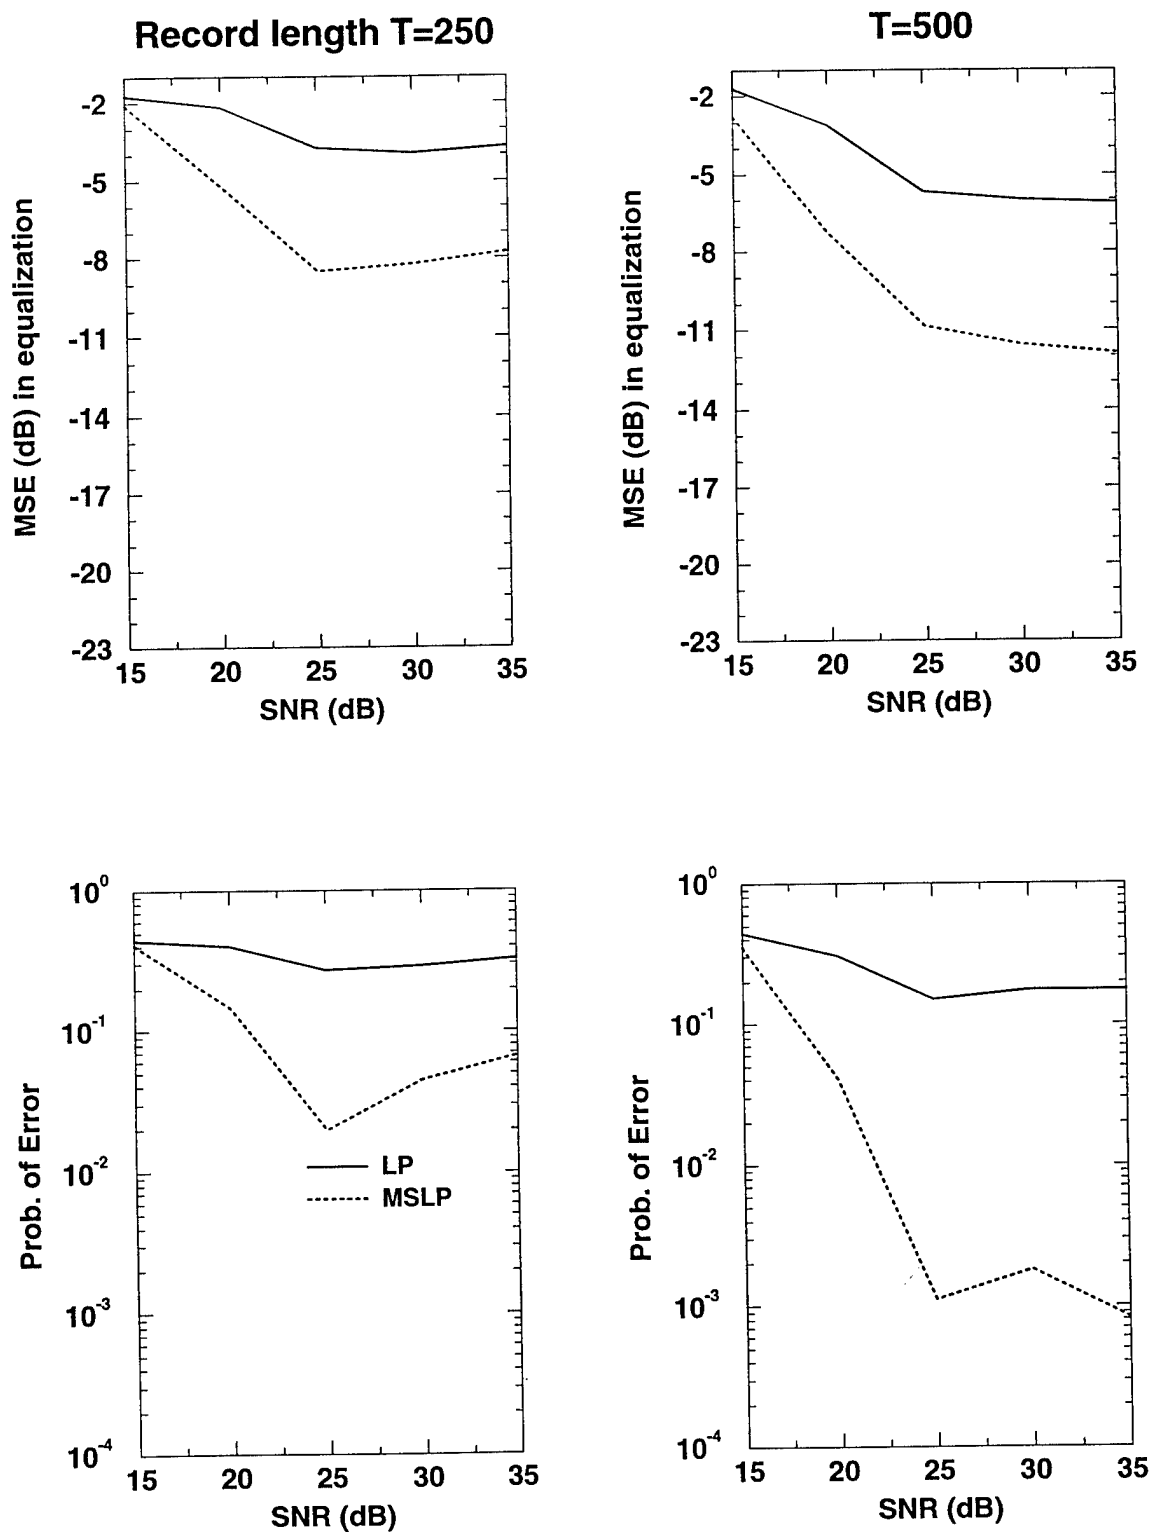 Record length T=250
T=500
MSE (dB) in equalization
-2
-5
-8
-11
-14
-17
-20
-23
15 20 25 30 35
SNR (dB)
MSE (dB) in equalization
-2
-5
-8
-11
-14
-17
-20
-23
15 20 25 30 35
SNR (dB)
Prob. of Error
10^0
10^-1
10^-2
10^-3
10^-4
LP
MSLP
15 20 25 30 35
SNR (dB)
Prob. of Error
10^0
10^-1
10^-2
10^-3
10^-4
15 20 25 30 35
SNR (dB)